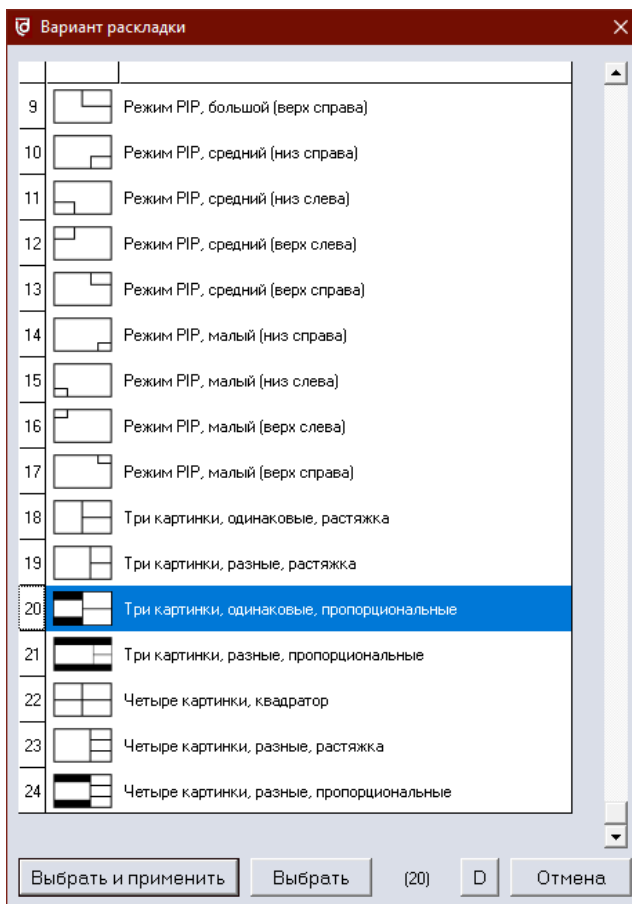 Вариант раскладки
9 Режим PIP, большой (верх справа)
10 Режим PIP, средний (низ справа)
11 Режим PIP, средний (низ слева)
12 Режим PIP, средний (верх слева)
13 Режим PIP, средний (верх справа)
14 Режим PIP, малый (низ справа)
15 Режим PIP, малый (низ слева)
16 Режим PIP, малый (верх слева)
17 Режим PIP, малый (верх справа)
18 Три картинки, одинаковые, растяжка
19 Три картинки, разные, растяжка
20 Три картинки, одинаковые, пропорциональные
21 Три картинки, разные, пропорциональные
22 Четыре картинки, квадратор
23 Четыре картинки, разные, растяжка
24 Четыре картинки, разные, пропорциональные
Выбрать и применить Выбрать (20) D Отмена